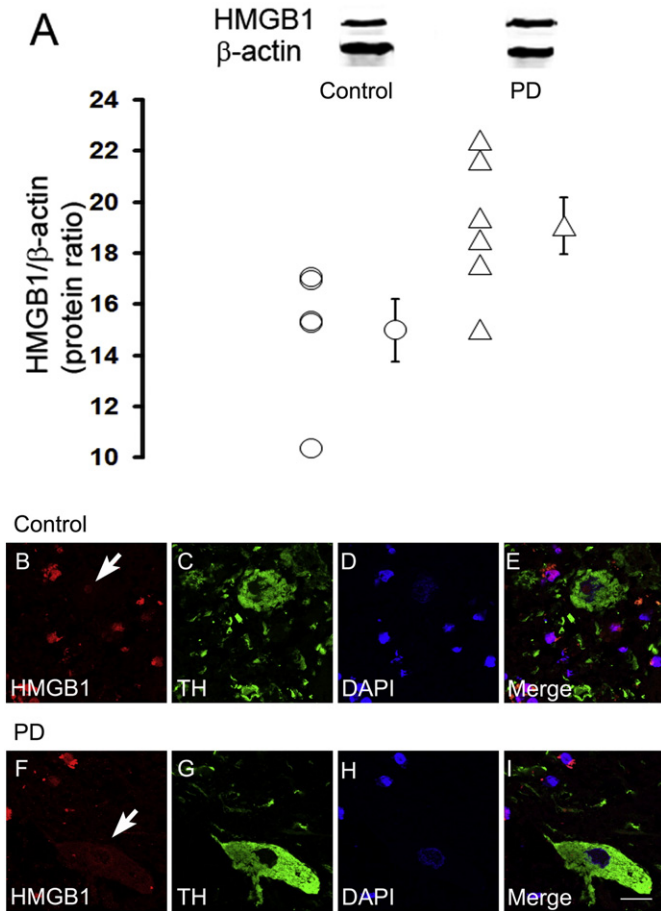 A
HMGB1
β-actin
Control PD
24
22
20
18
16
14
12
10
HMGB1/β-actin
(protein ratio)
Control
B C D E
HMGB1 TH DAPI Merge
PD
F G H I
HMGB1 TH DAPI Merge